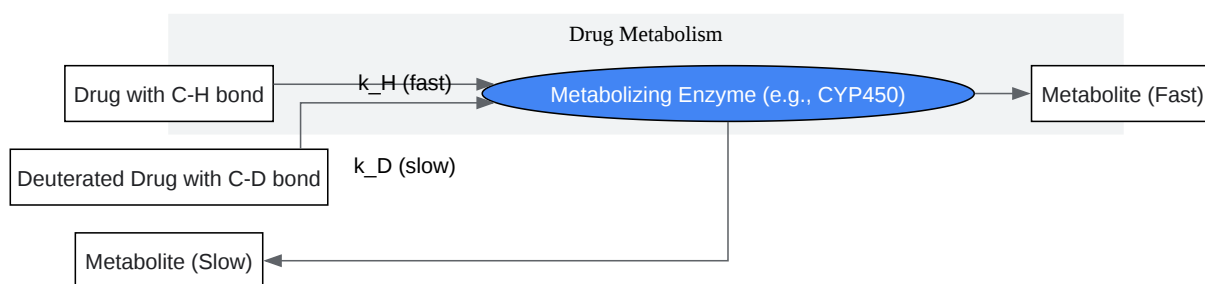 Drug Metabolism
Drug with C-H bond
k_H (fast)
Metabolizing Enzyme (e.g., CYP450)
Metabolite (Fast)
Deuterated Drug with C-D bond
k_D (slow)
Metabolite (Slow)